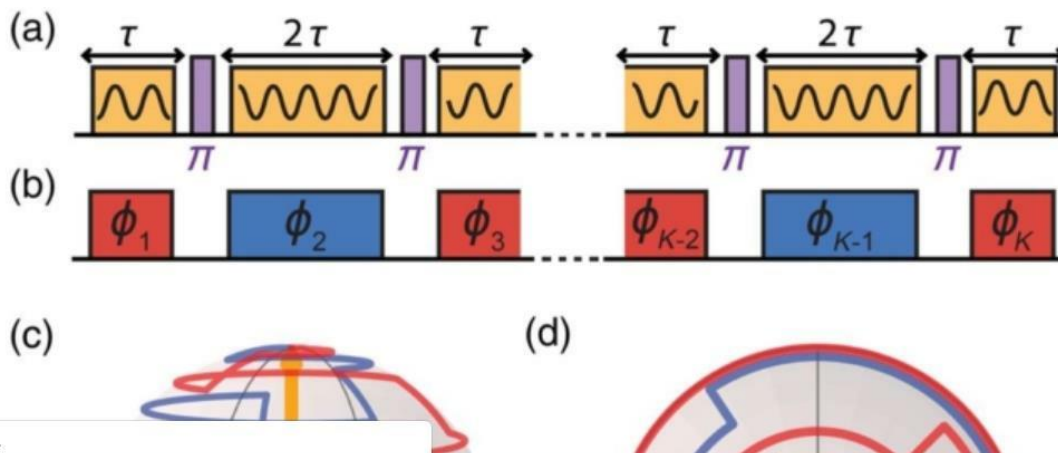 (a) τ 2τ τ τ 2τ τ
π π π π
(b) ϕ1 ϕ2 ϕ3 ϕK-2 ϕK-1 ϕK
(c) (d)